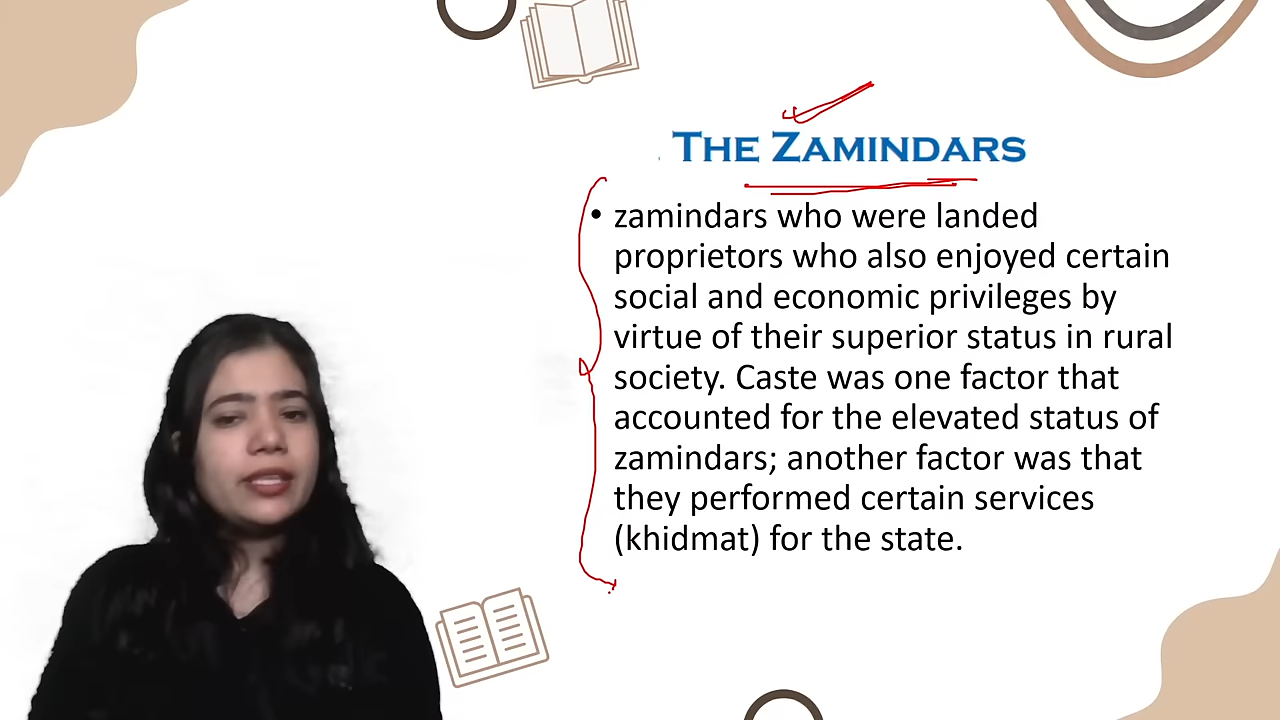 THE ZAMINDARS
• zamindars who were landed
proprietors who also enjoyed certain
social and economic privileges by
virtue of their superior status in rural
society. Caste was one factor that
accounted for the elevated status of
zamindars; another factor was that
they performed certain services
(khidmat) for the state.